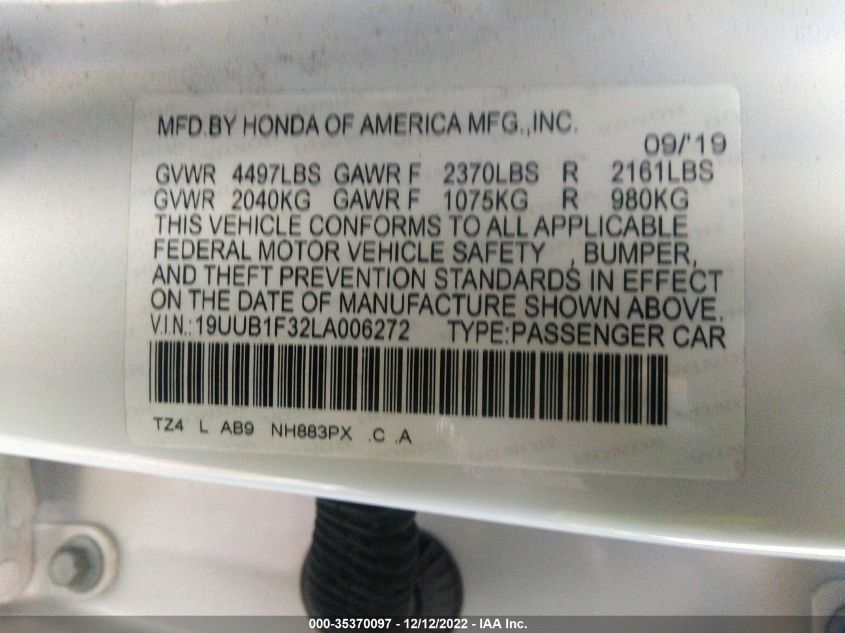 MFD.BY HONDA OF AMERICA MFG.,INC.
09/'19
GVWR 4497LBS GAWR F 2370LBS R 2161LBS
GVWR 2040KG GAWR F 1075KG R 980KG
THIS VEHICLE CONFORMS TO ALL APPLICABLE
FEDERAL MOTOR VEHICLE SAFETY , BUMPER,
AND THEFT PREVENTION STANDARDS IN EFFECT
ON THE DATE OF MANUFACTURE SHOWN ABOVE.
V.I.N.:19UUB1F32LA006272 TYPE:PASSENGER CAR
TZ4 L AB9 NH883PX .C .A
HONDA
000-35370097 - 12/12/2022 - IAA Inc.